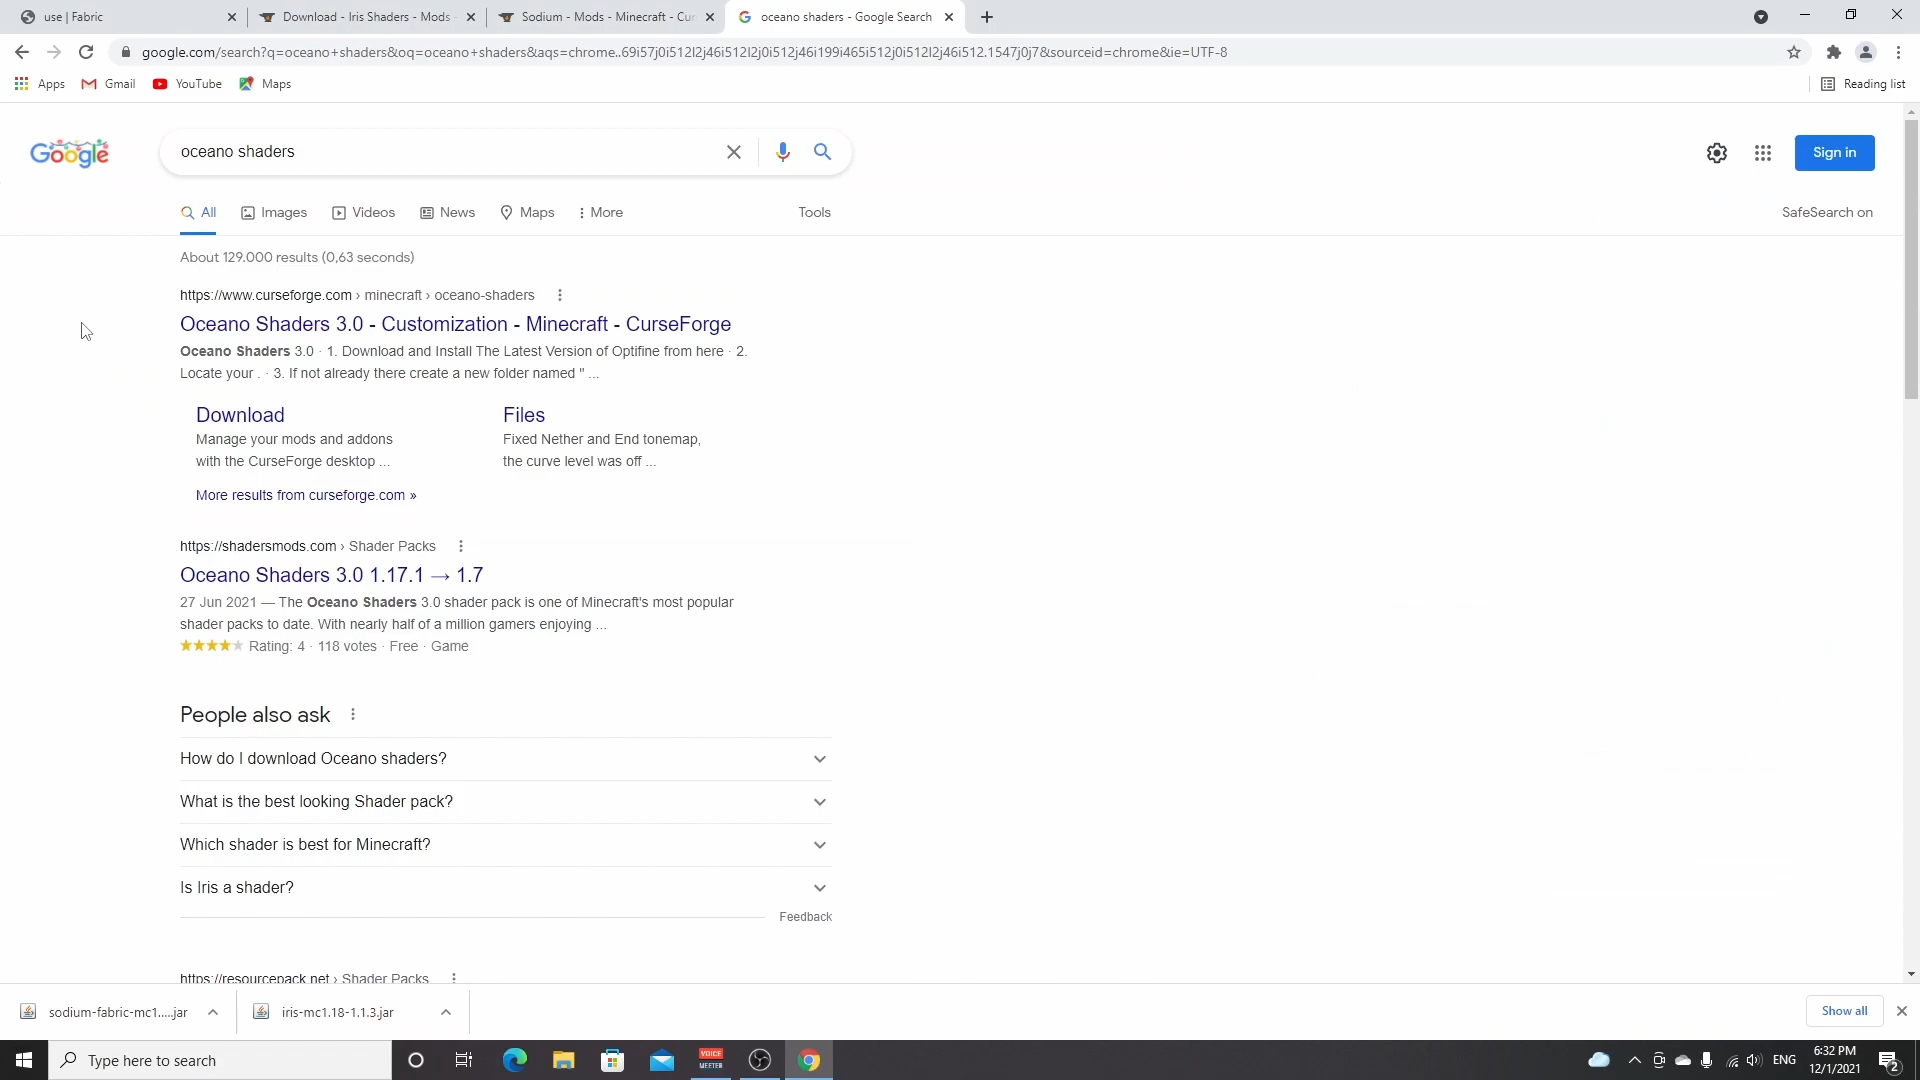 use | Fabric
Download - Iris Shaders - Mods -
Sodium - Mods - Minecraft - Cur
oceano shaders - Google Search
google.com/search?q=oceano+shaders&oq=oceano+shaders&aqs=chrome..69i57j0i512l2j46i512l2j0i512j46i199i465i512j0i512l2j46i512.1547j0j7&sourceid=chrome&ie=UTF-8
Apps
Gmail
YouTube
Maps
Reading list
Google
oceano shaders
Sign in
All
Images
Videos
News
Maps
More
Tools
SafeSearch on
About 129.000 results (0,63 seconds)
https://www.curseforge.com › minecraft › oceano-shaders
Oceano Shaders 3.0 - Customization - Minecraft - CurseForge
Oceano Shaders 3.0 · 1. Download and Install The Latest Version of Optifine from here · 2.
Locate your . · 3. If not already there create a new folder named " ...
Download
Manage your mods and addons
with the CurseForge desktop ...
Files
Fixed Nether and End tonemap,
the curve level was off ...
More results from curseforge.com »
https://shadersmods.com › Shader Packs
Oceano Shaders 3.0 1.17.1 → 1.7
27 Jun 2021 — The Oceano Shaders 3.0 shader pack is one of Minecraft's most popular
shader packs to date. With nearly half of a million gamers enjoying ...
Rating: 4 · 118 votes · Free · Game
People also ask
How do I download Oceano shaders?
What is the best looking Shader pack?
Which shader is best for Minecraft?
Is Iris a shader?
Feedback
https://resourcepack.net › Shader Packs
sodium-fabric-mc1.....jar
iris-mc1.18-1.1.3.jar
Show all
Type here to search
VOICE
MEETER
ENG
6:32 PM
12/1/2021
2